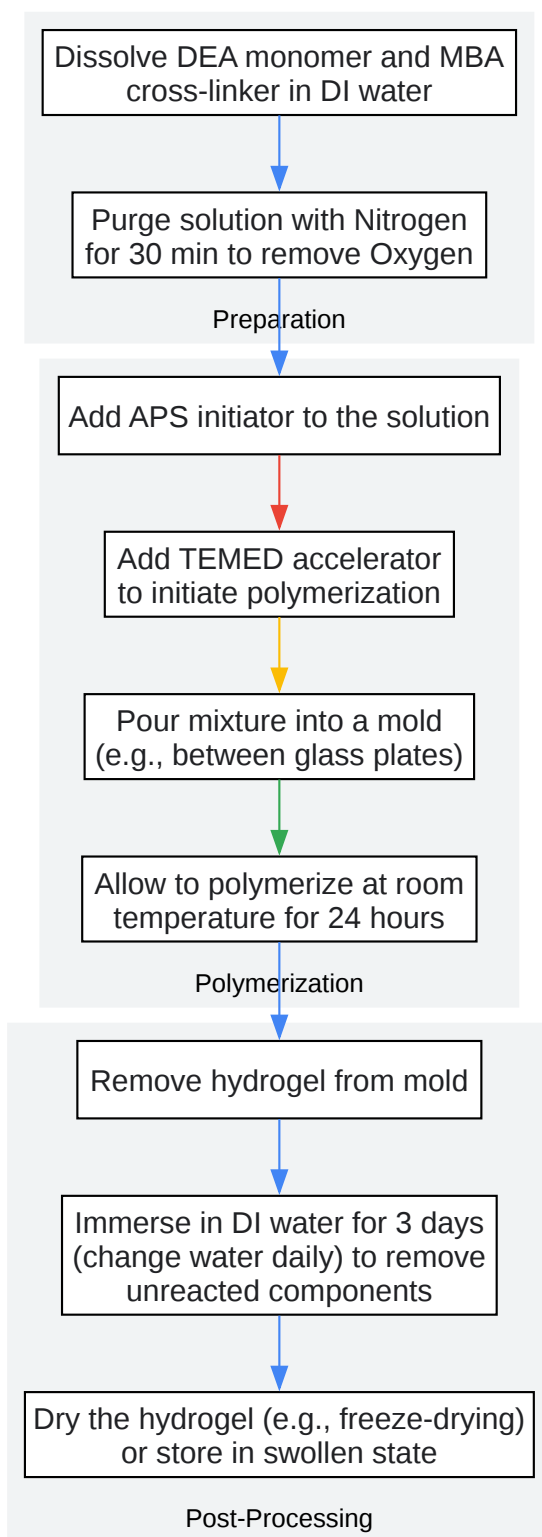 Dissolve DEA monomer and MBA
cross-linker in DI water
Purge solution with Nitrogen
for 30 min to remove Oxygen
Preparation
Add APS initiator to the solution
Add TEMED accelerator
to initiate polymerization
Pour mixture into a mold
(e.g., between glass plates)
Allow to polymerize at room
temperature for 24 hours
Polymerization
Remove hydrogel from mold
Immerse in DI water for 3 days
(change water daily) to remove
unreacted components
Dry the hydrogel (e.g., freeze-drying)
or store in swollen state
Post-Processing